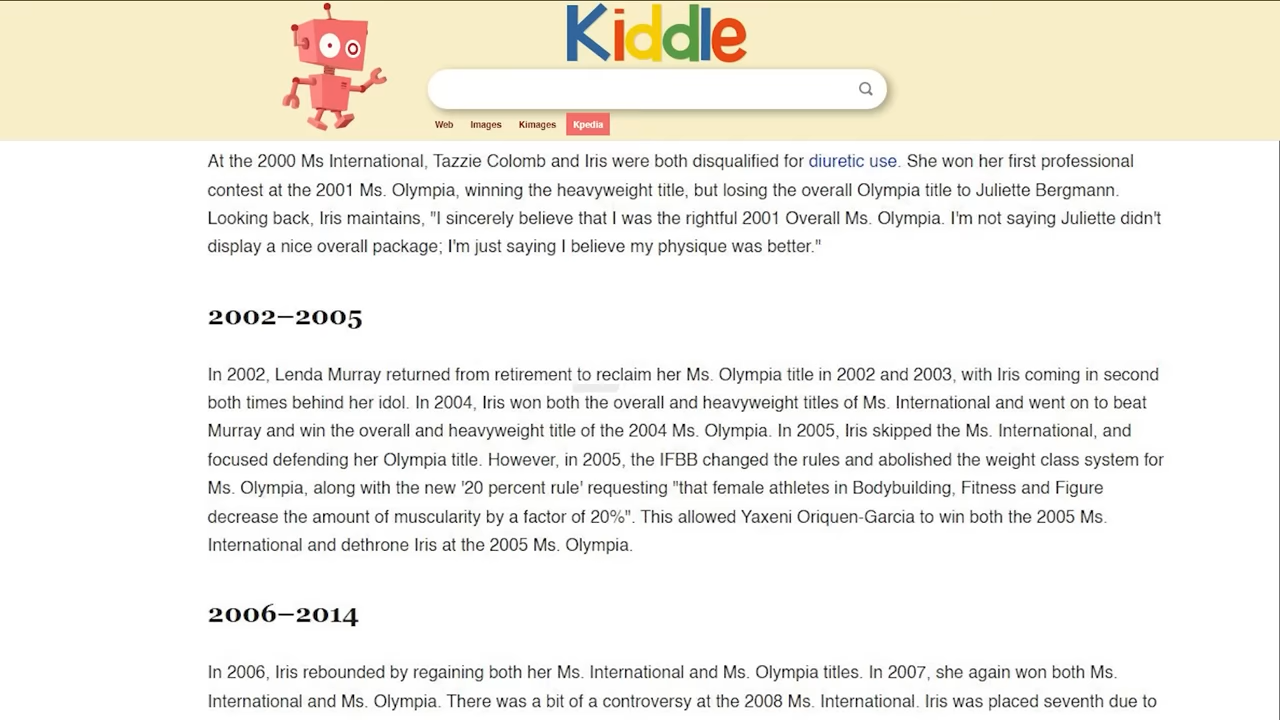 Kiddle
Web Images Kimages Kpedia
At the 2000 Ms International, Tazzie Colomb and Iris were both disqualified for diuretic use. She won her first professional
contest at the 2001 Ms. Olympia, winning the heavyweight title, but losing the overall Olympia title to Juliette Bergmann.
Looking back, Iris maintains, "I sincerely believe that I was the rightful 2001 Overall Ms. Olympia. I'm not saying Juliette didn't
display a nice overall package; I'm just saying I believe my physique was better."
2002–2005
In 2002, Lenda Murray returned from retirement to reclaim her Ms. Olympia title in 2002 and 2003, with Iris coming in second
both times behind her idol. In 2004, Iris won both the overall and heavyweight titles of Ms. International and went on to beat
Murray and win the overall and heavyweight title of the 2004 Ms. Olympia. In 2005, Iris skipped the Ms. International, and
focused defending her Olympia title. However, in 2005, the IFBB changed the rules and abolished the weight class system for
Ms. Olympia, along with the new '20 percent rule' requesting "that female athletes in Bodybuilding, Fitness and Figure
decrease the amount of muscularity by a factor of 20%". This allowed Yaxeni Oriquen-Garcia to win both the 2005 Ms.
International and dethrone Iris at the 2005 Ms. Olympia.
2006–2014
In 2006, Iris rebounded by regaining both her Ms. International and Ms. Olympia titles. In 2007, she again won both Ms.
International and Ms. Olympia. There was a bit of a controversy at the 2008 Ms. International. Iris was placed seventh due to